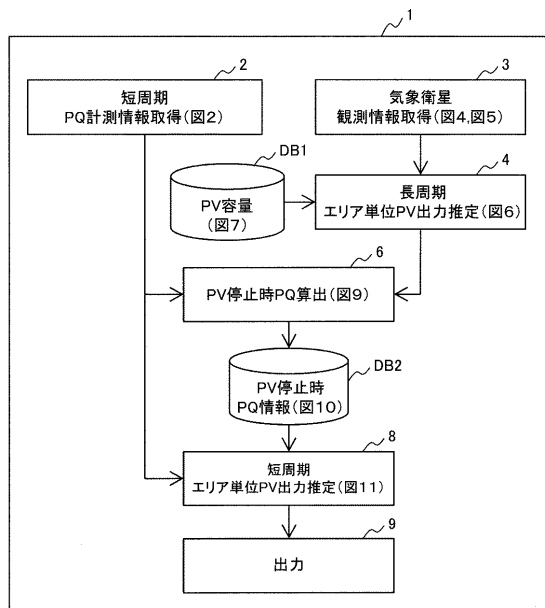 1
2
短周期
PQ計測情報取得(図2)
3
気象衛星
観測情報取得(図4,図5)
DB1
PV容量
(図7)
4
長周期
エリア単位PV出力推定(図6)
6
PV停止時PQ算出(図9)
DB2
PV停止時
PQ情報(図10)
8
短周期
エリア単位PV出力推定(図11)
9
出力